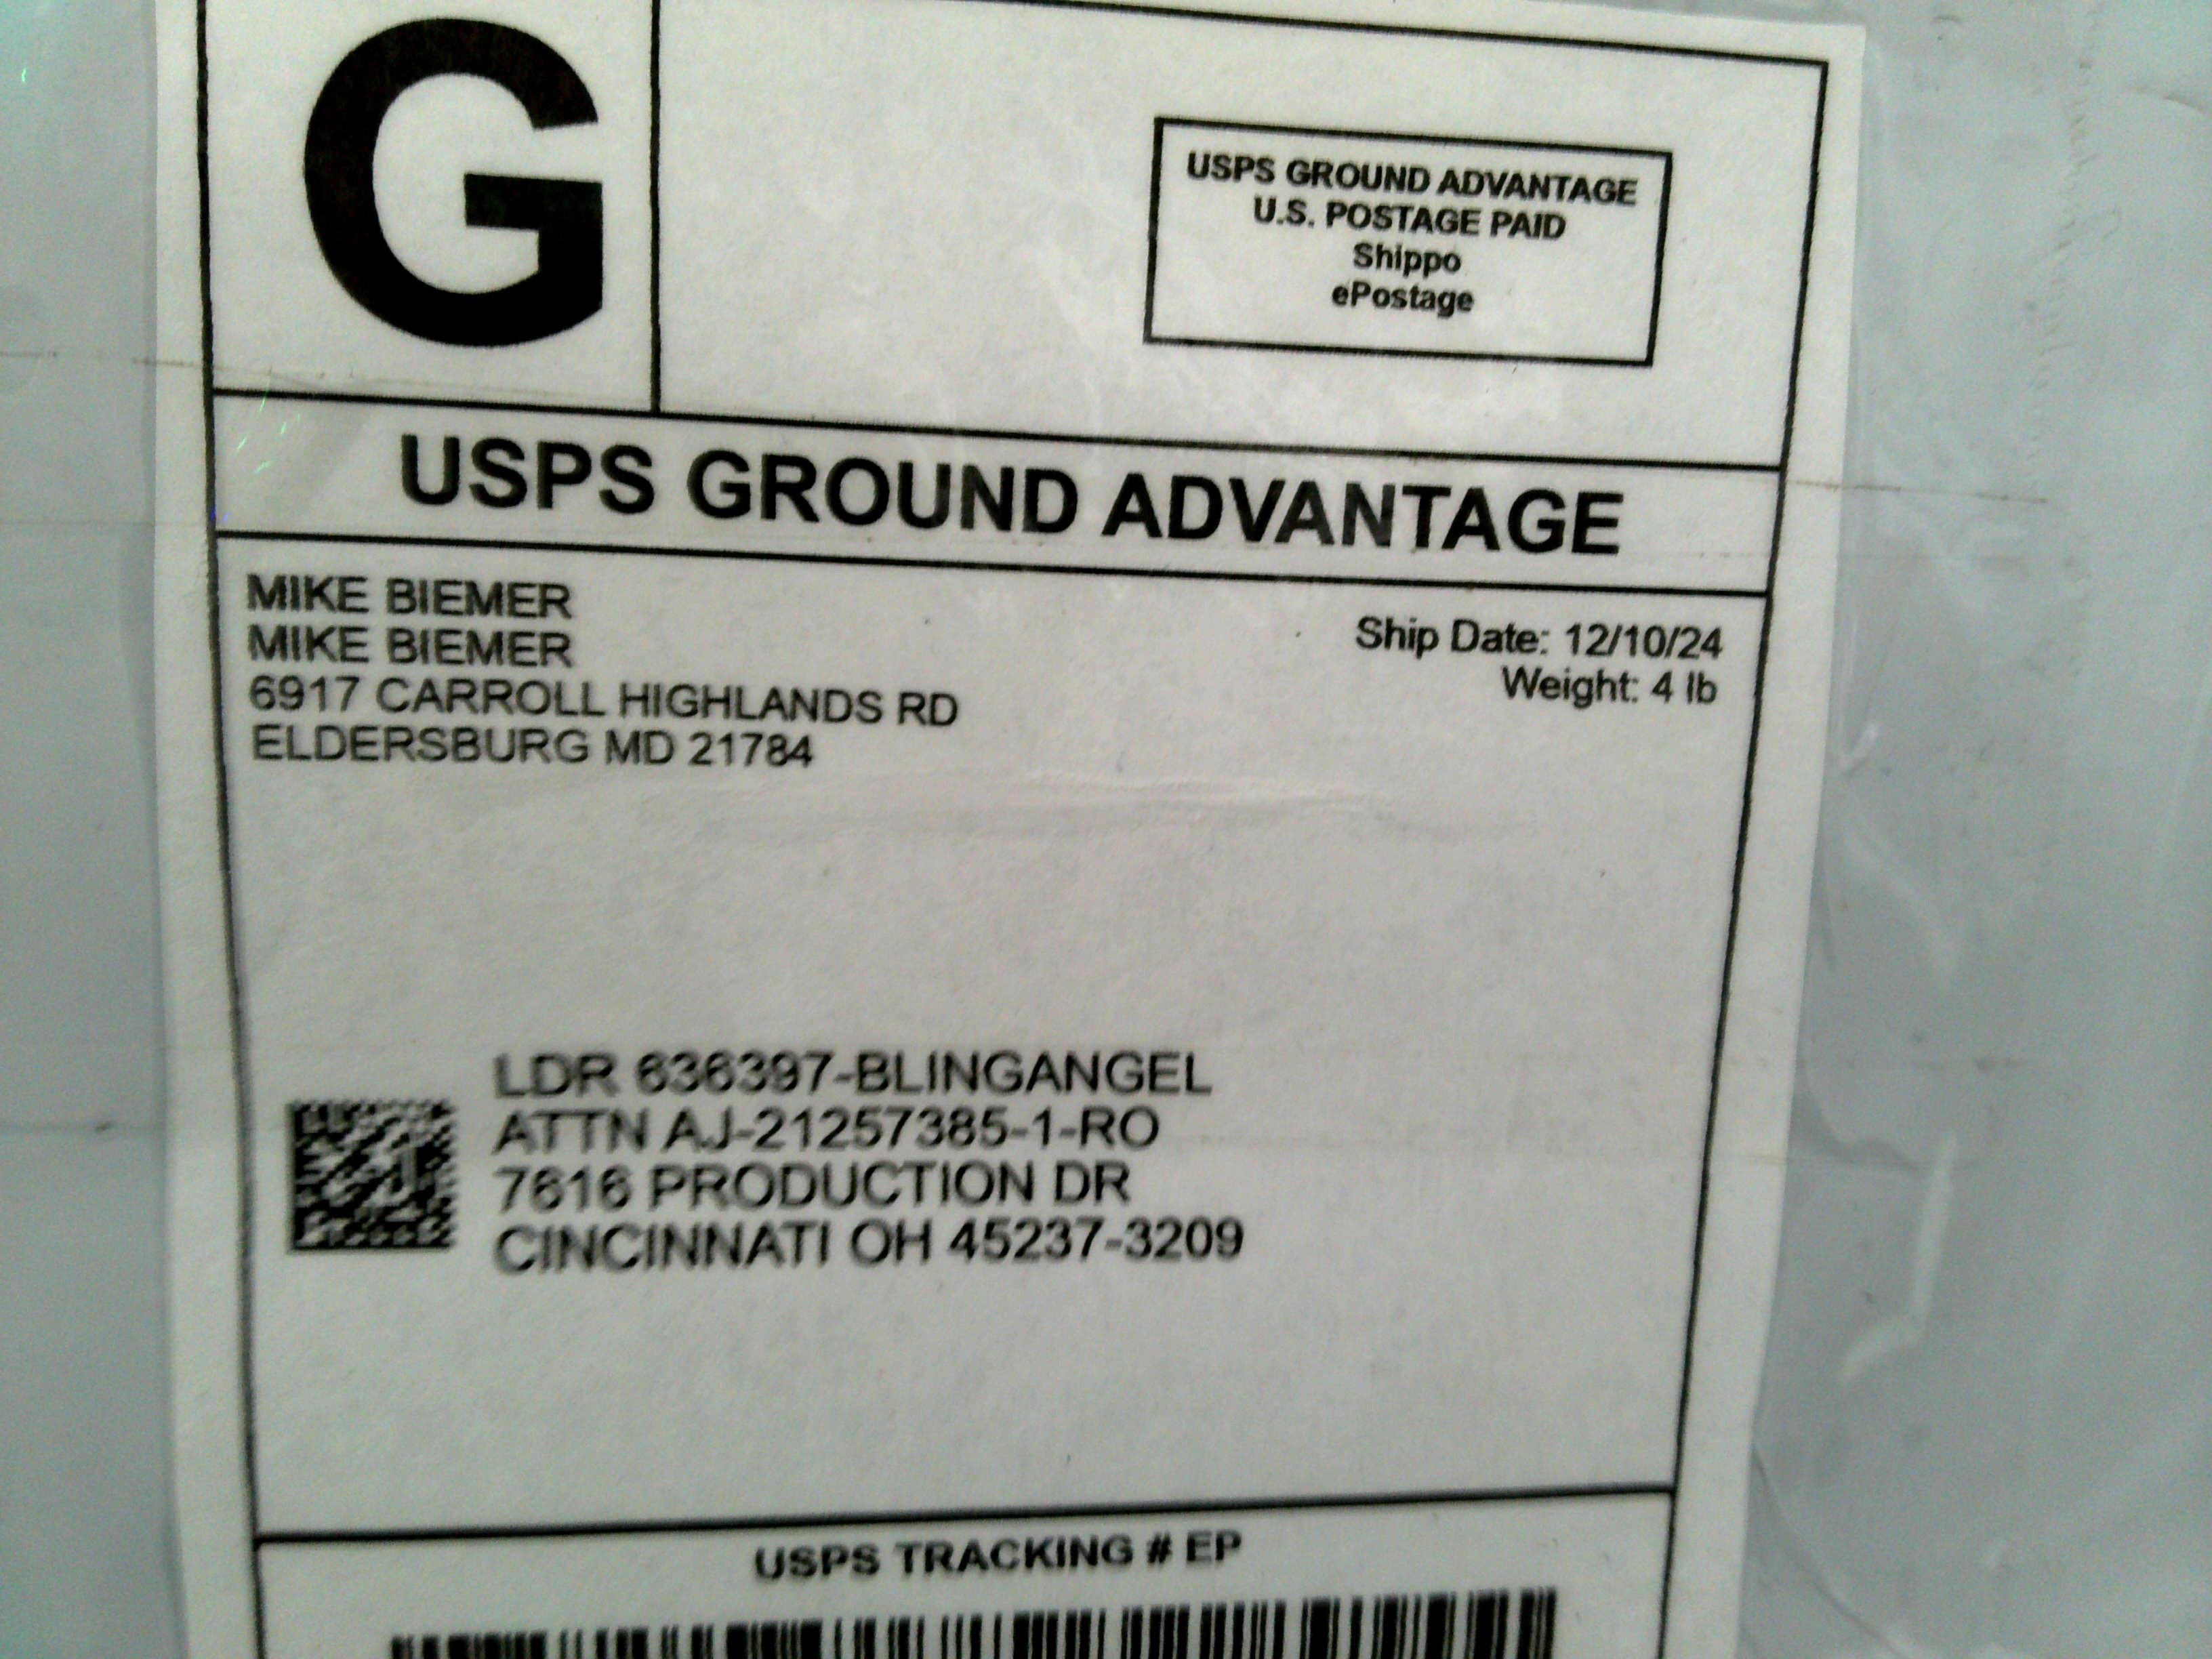 G
USPS GROUND ADVANTAGE
U.S. POSTAGE PAID
Shippo
ePostage
USPS GROUND ADVANTAGE
MIKE BIEMER
MIKE BIEMER
6917 CARROLL HIGHLANDS RD
ELDERSBURG MD 21784
Ship Date: 12/10/24
Weight: 4 lb
LDR 636397-BLINGANGEL
ATTN AJ-21257385-1-RO
7616 PRODUCTION DR
CINCINNATI OH 45237-3209
USPS TRACKING # EP